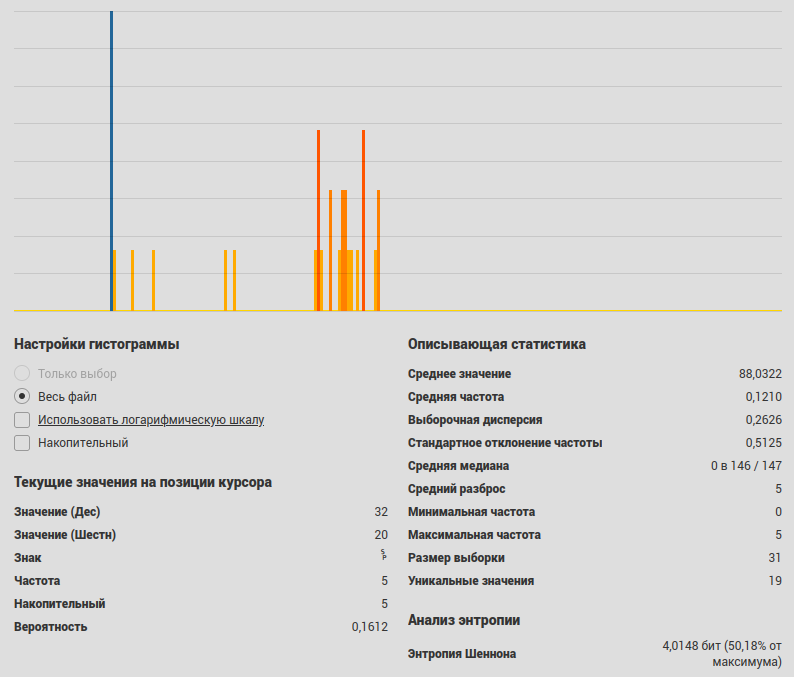 Настройки гистограммы
Только выбор
Весь файл
Использовать логарифмическую шкалу
Накопительный
Текущие значения на позиции курсора
Значение (Дес) 32
Значение (Шестн) 20
Знак ␠
Частота 5
Накопительный 5
Вероятность 0,1612
Описывающая статистика
Среднее значение 88,0322
Средняя частота 0,1210
Выборочная дисперсия 0,2626
Стандартное отклонение частоты 0,5125
Средняя медиана 0 в 146 / 147
Средний разброс 5
Минимальная частота 0
Максимальная частота 5
Размер выборки 31
Уникальные значения 19
Анализ энтропии
Энтропия Шеннона 4,0148 бит (50,18% от
максимума)